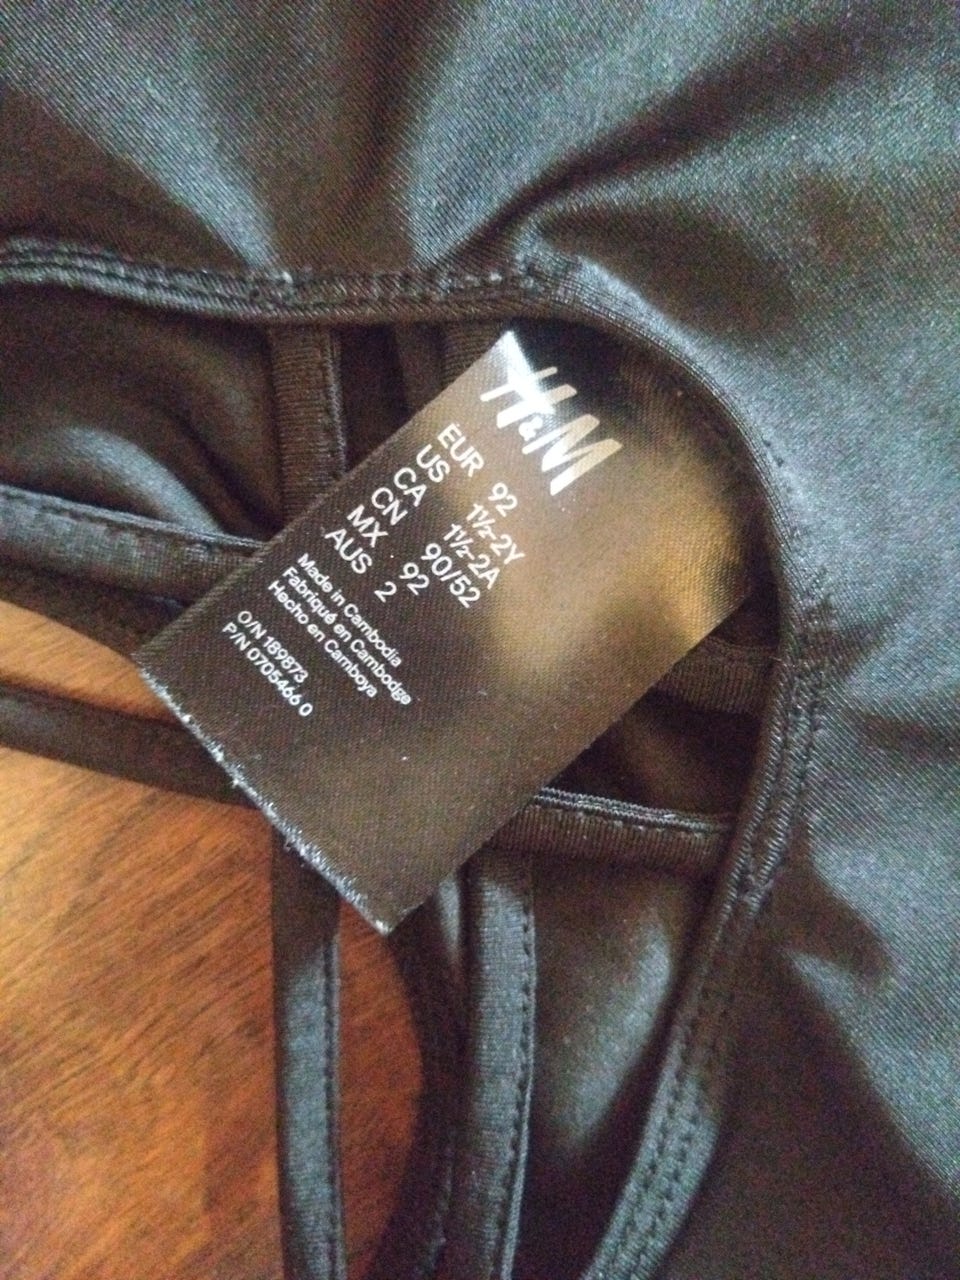 H&M
EUR 92
US 1½-2Y
CA 1½-2A
CN 90/52
MX 92
AUS 2
Made in Cambodia
Fabriqué en Cambodge
Hecho en Camboya
O/N 189873
P/N 0705466 0